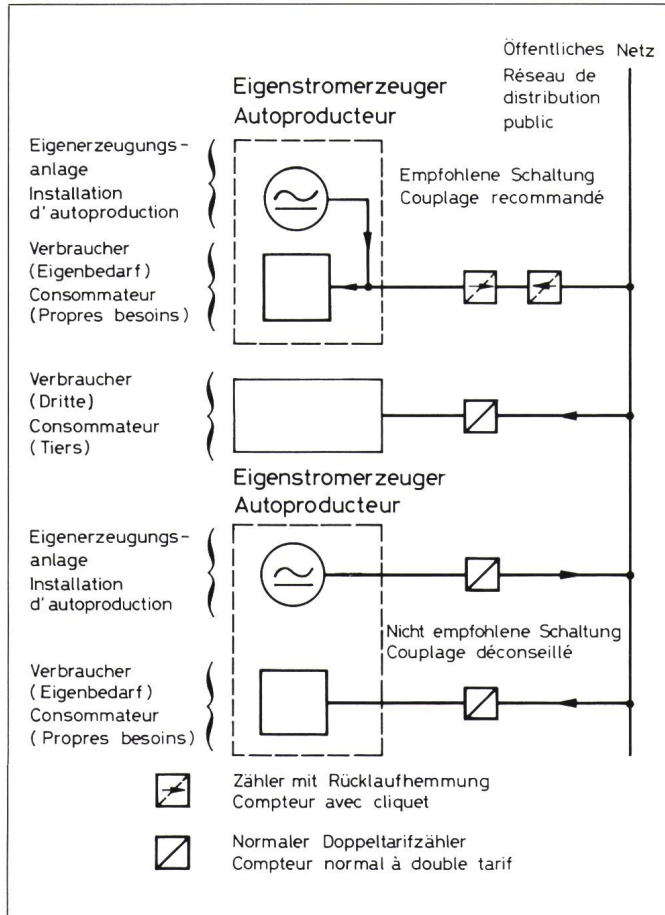 Öffentliches Netz
Réseau de
distribution
public
Eigenstromerzeuger
Autoproducteur
Eigenerzeugungs-
anlage
Installation
d'autoproduction
Empfohlene Schaltung
Couplage recommandé
Verbraucher
(Eigenbedarf)
Consommateur
(Propres besoins)
Verbraucher
(Dritte)
Consommateur
(Tiers)
Eigenstromerzeuger
Autoproducteur
Eigenerzeugungs-
anlage
Installation
d'autoproduction
Nicht empfohlene Schaltung
Couplage déconseillé
Verbraucher
(Eigenbedarf)
Consommateur
(Propres besoins)
Zähler mit Rücklaufhemmung
Compteur avec cliquet
Normaler Doppeltarifzähler
Compteur normal à double tarif